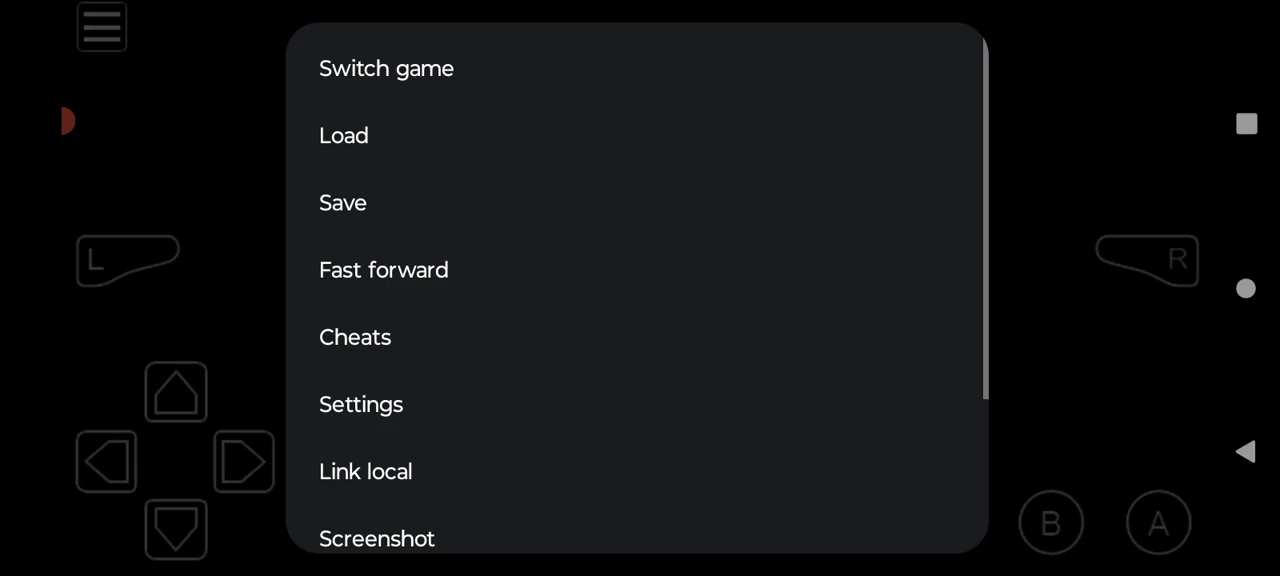 Switch game
Load
Save
L
R
Fast forward
Cheats
Settings
Link local
B
A
Screenshot